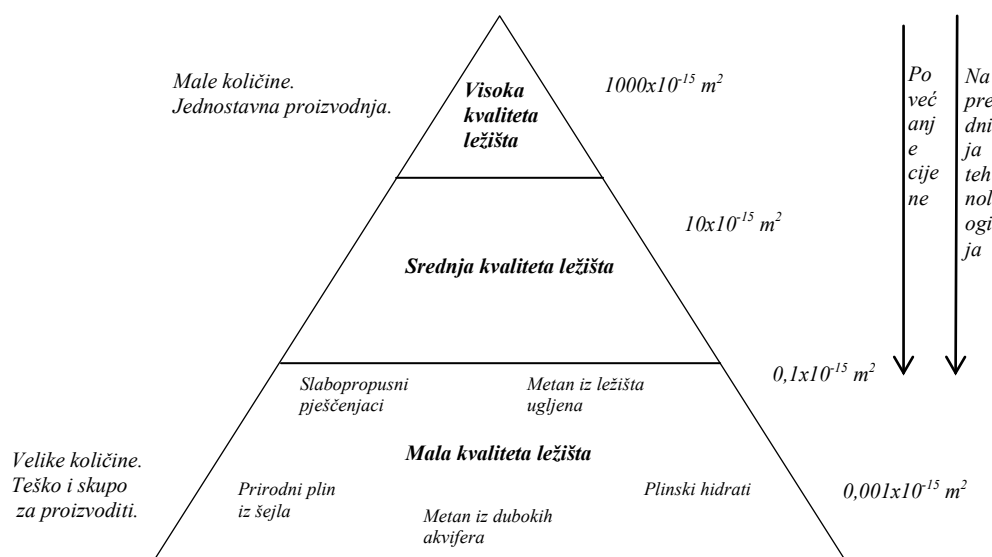 Male količine.
Jednostavna proizvodnja.
Visoka
kvaliteta
ležišta
1000x10⁻¹⁵ m²
Po
već
anj
e
cije
ne
Na
pre
dni
ja
teh
nol
ogi
ja
10x10⁻¹⁵ m²
Srednja kvaliteta ležišta
0,1x10⁻¹⁵ m²
Slabopropusni
pješčenjaci
Metan iz ležišta
ugljena
Mala kvaliteta ležišta
Velike količine.
Teško i skupo
za proizvoditi.
Prirodni plin
iz šejla
Metan iz dubokih
akvifera
Plinski hidrati
0,001x10⁻¹⁵ m²